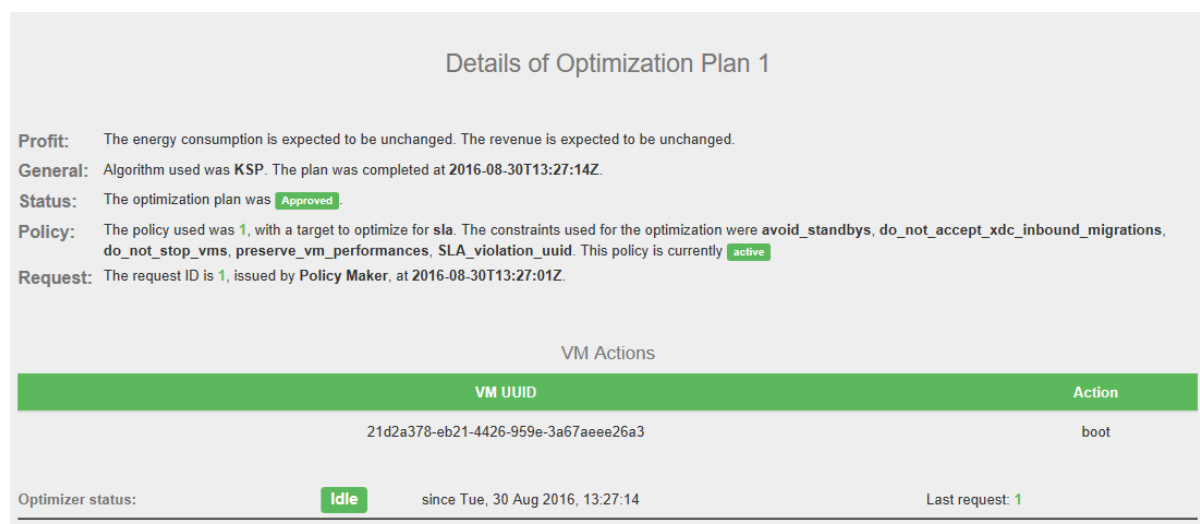 Details of Optimization Plan 1
Profit: The energy consumption is expected to be unchanged. The revenue is expected to be unchanged.
General: Algorithm used was KSP. The plan was completed at 2016-08-30T13:27:14Z.
Status: The optimization plan was Approved.
Policy: The policy used was 1, with a target to optimize for sla. The constraints used for the optimization were avoid_standbys, do_not_accept_xdc_inbound_migrations,
do_not_stop_vms, preserve_vm_performances, SLA_violation_uuid. This policy is currently active
Request: The request ID is 1, issued by Policy Maker, at 2016-08-30T13:27:01Z.
VM Actions
VM UUID Action
21d2a378-eb21-4426-959e-3a67aeee26a3 boot
Optimizer status: Idle since Tue, 30 Aug 2016, 13:27:14 Last request: 1